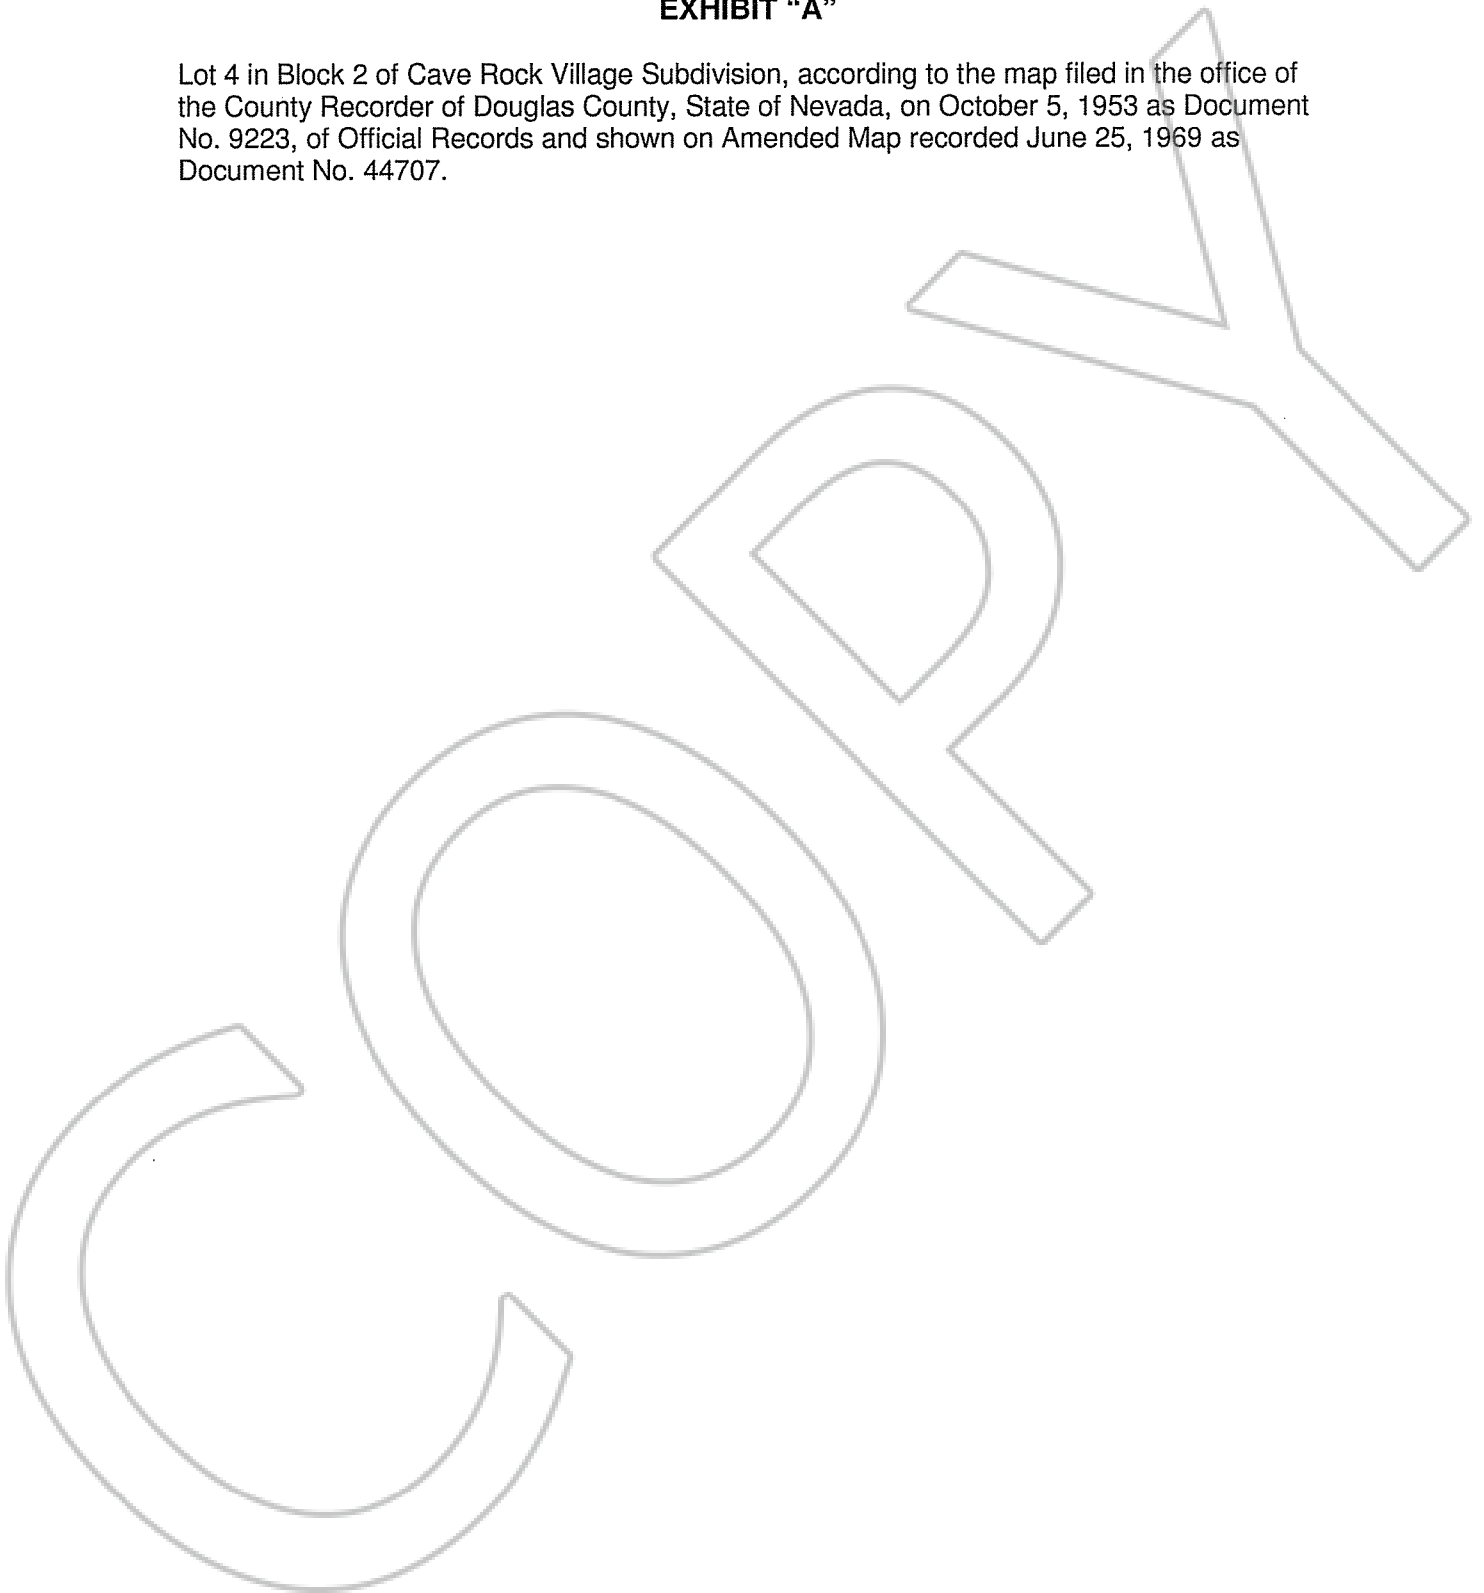 EXHIBIT “A”
Lot 4 in Block 2 of Cave Rock Village Subdivision, according to the map filed in the office of
the County Recorder of Douglas County, State of Nevada, on October 5, 1953 as Document
No. 9223, of Official Records and shown on Amended Map recorded June 25, 1969 as
Document No. 44707.
COPY